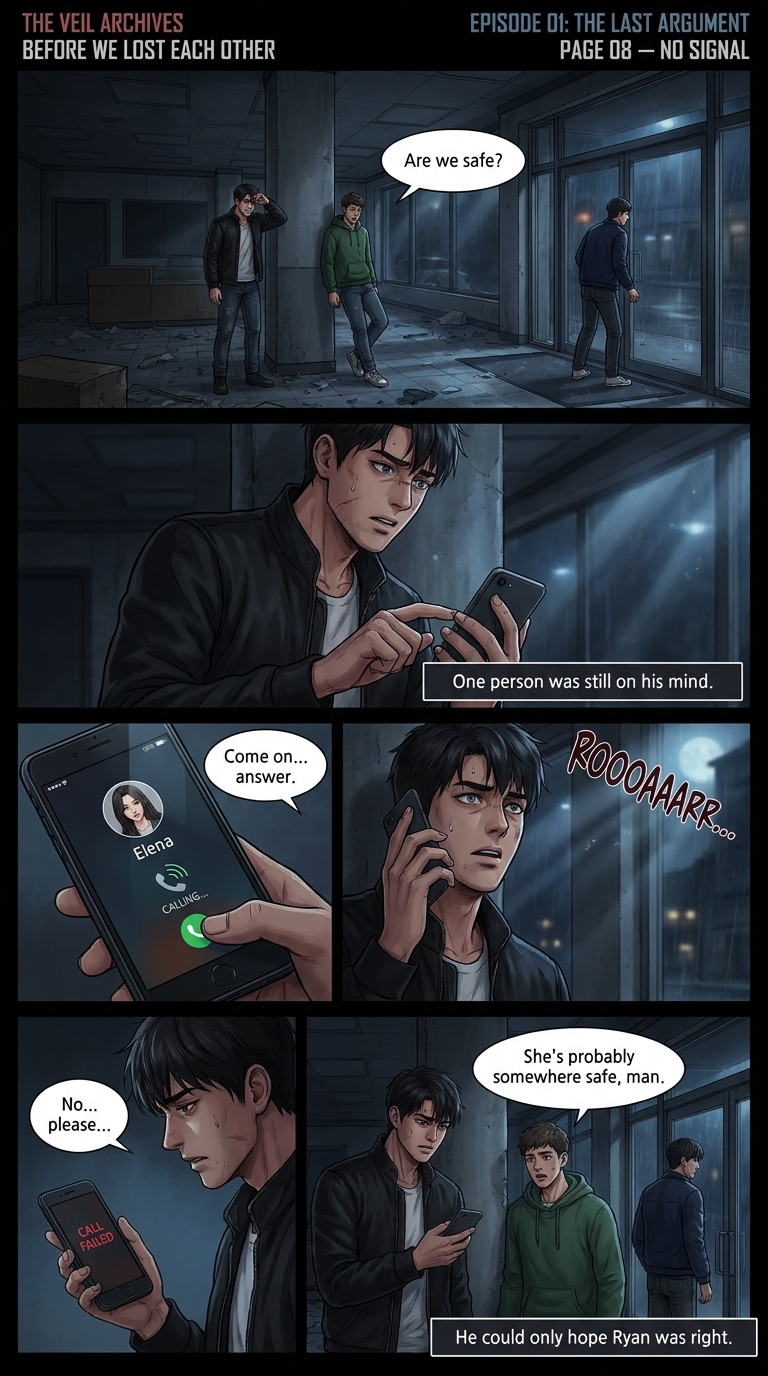 THE VEIL ARCHIVES
BEFORE WE LOST EACH OTHER
EPISODE 01: THE LAST ARGUMENT
PAGE 08 — NO SIGNAL
Are we safe?
One person was still on his mind.
Come on...
answer.
Elena
CALLING...
ROOOAAARR...
No...
please...
CALL
FAILED
She's probably
somewhere safe, man.
He could only hope Ryan was right.